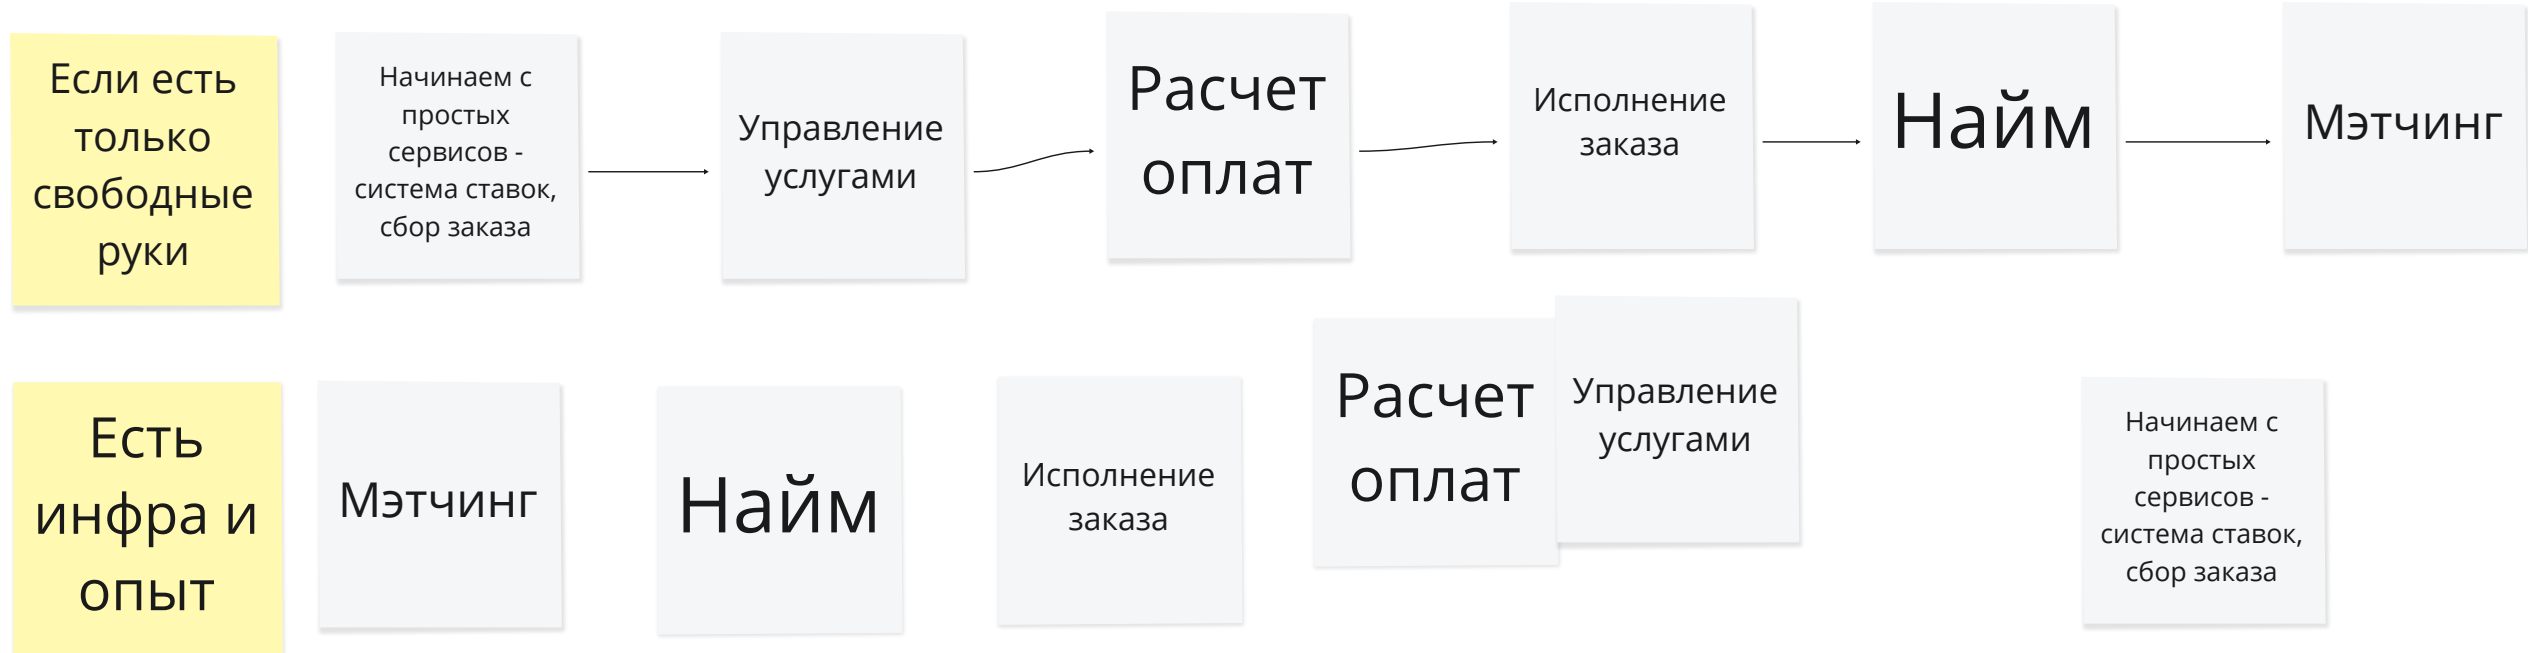 Если есть
только
свободные
руки
Начинаем с
простых
сервисов -
система ставок,
сбор заказа
Управление
услугами
Расчет
оплат
Исполнение
заказа
Найм
Мэтчинг
Есть
инфра и
опыт
Мэтчинг
Найм
Исполнение
заказа
Расчет
оплат
Управление
услугами
Начинаем с
простых
сервисов -
система ставок,
сбор заказа